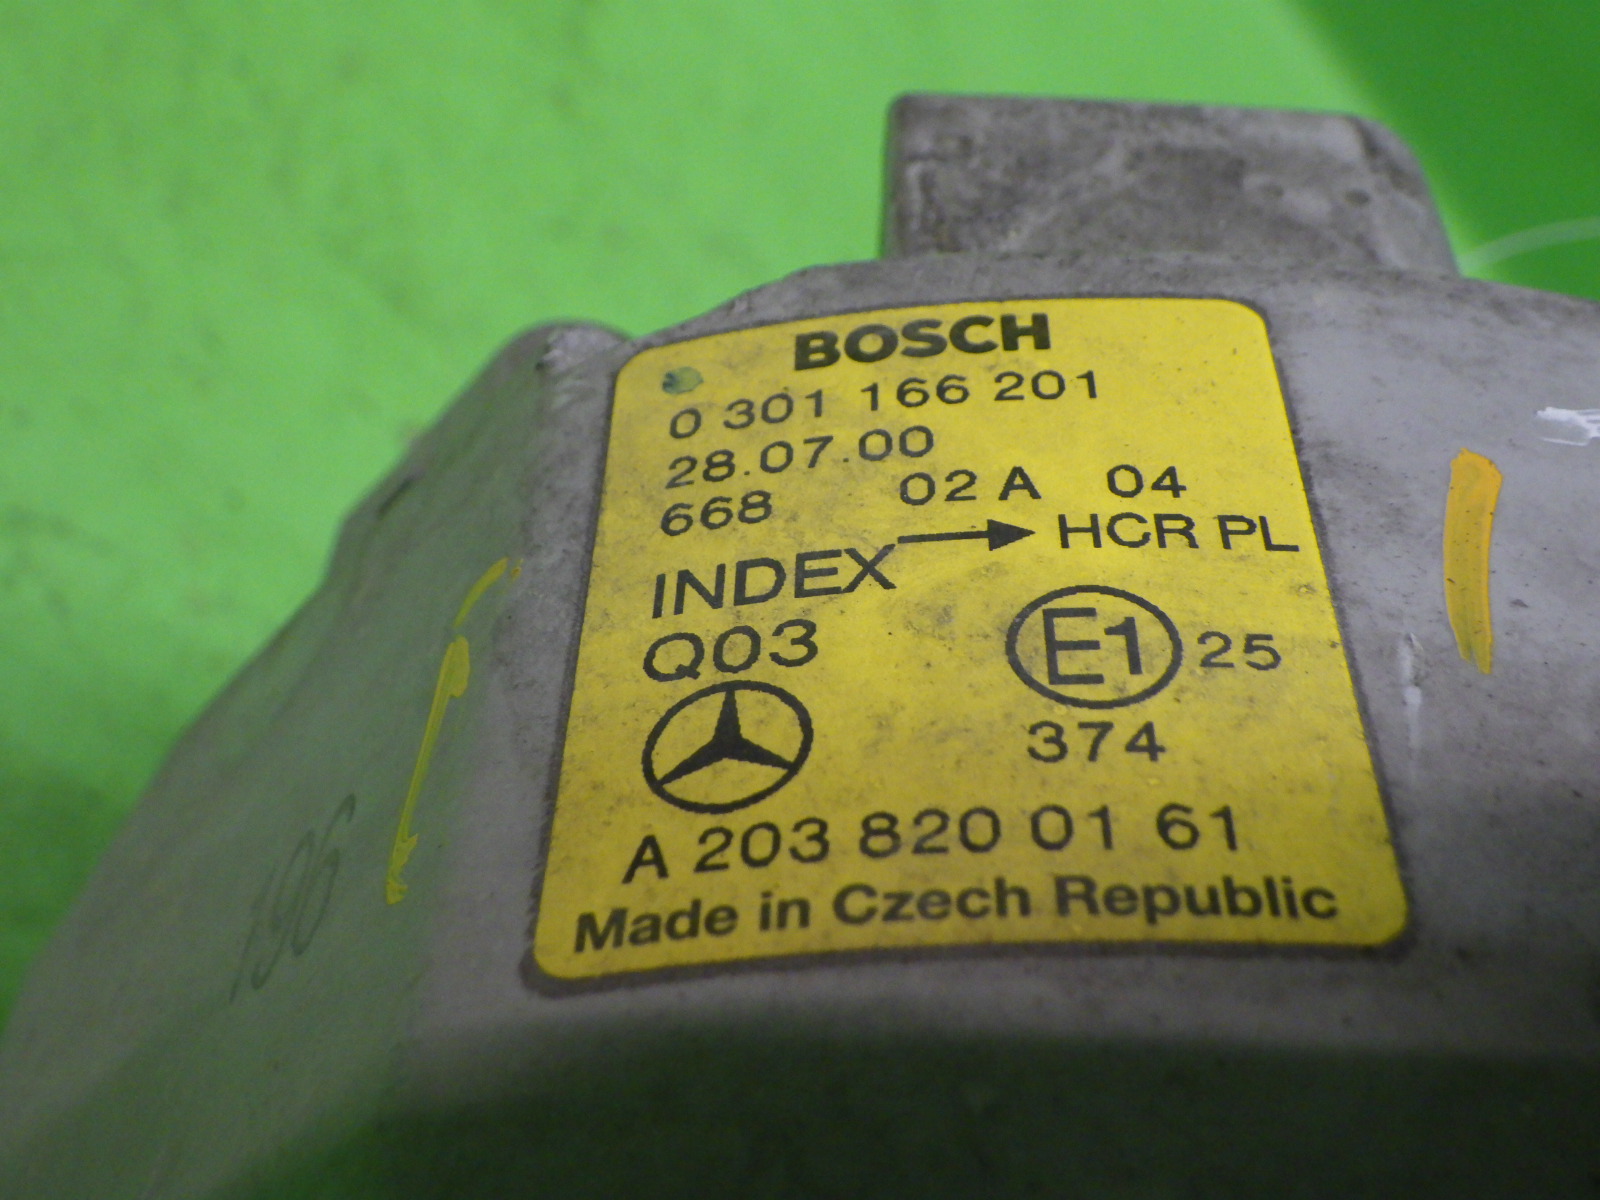 BOSCH
0 301 166 201
28.07.00
668 02 A 04
INDEX → HCR PL
Q03
E1 25
374
A 203 820 01 61
Made in Czech Republic
196